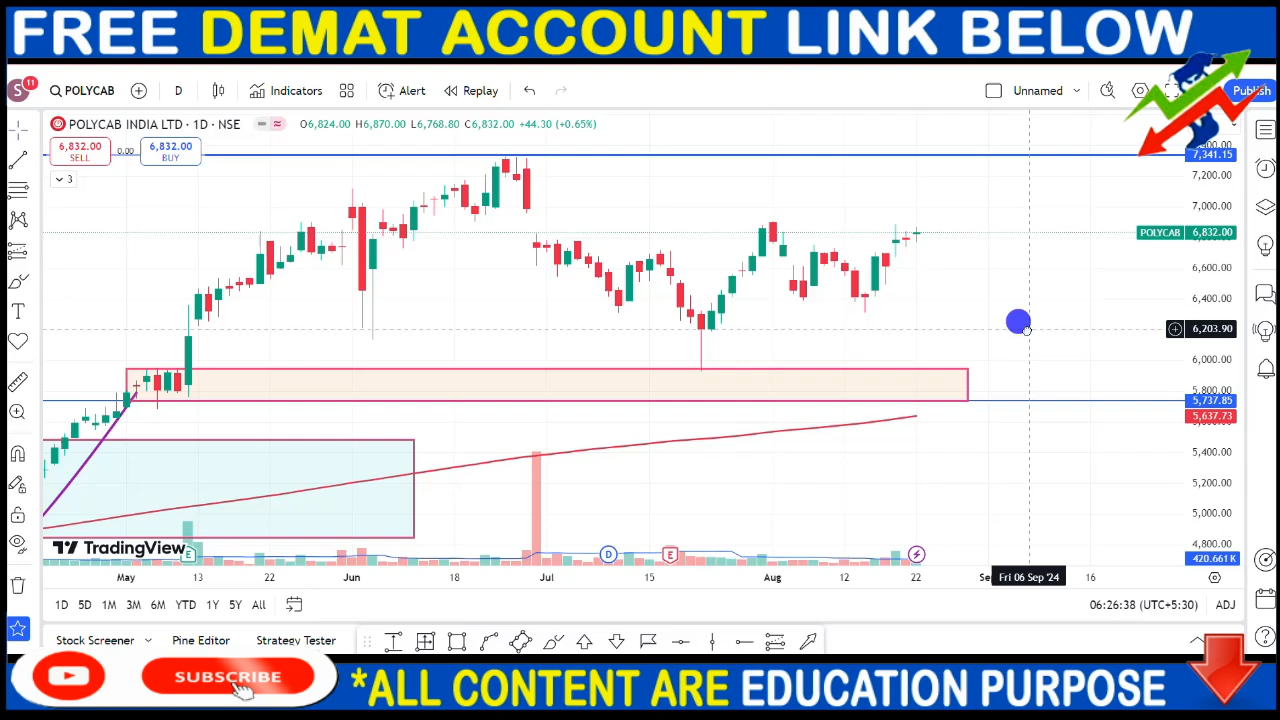 FREE DEMAT ACCOUNT LINK BELOW
S 11 POLYCAB D Indicators Alert Replay Unnamed Publish
POLYCAB INDIA LTD · 1D · NSE O6,824.00 H6,870.00 L6,768.80 C6,832.00 +44.30 (+0.65%)
6,832.00 SELL 0.00 6,832.00 BUY
3
7,341.15
7,200.00
7,000.00
POLYCAB 6,832.00
6,600.00
6,400.00
6,203.90
6,000.00
5,800.00
5,737.85
5,637.73
5,400.00
5,200.00
5,000.00
4,800.00
TradingView
E D E
420.661K
May 13 22 Jun 18 Jul 15 Aug 12 22 Fri 06 Sep '24 16
1D 5D 1M 3M 6M YTD 1Y 5Y All 06:26:38 (UTC+5:30) ADJ
Stock Screener Pine Editor Strategy Tester
SUBSCRIBE
*ALL CONTENT ARE EDUCATION PURPOSE